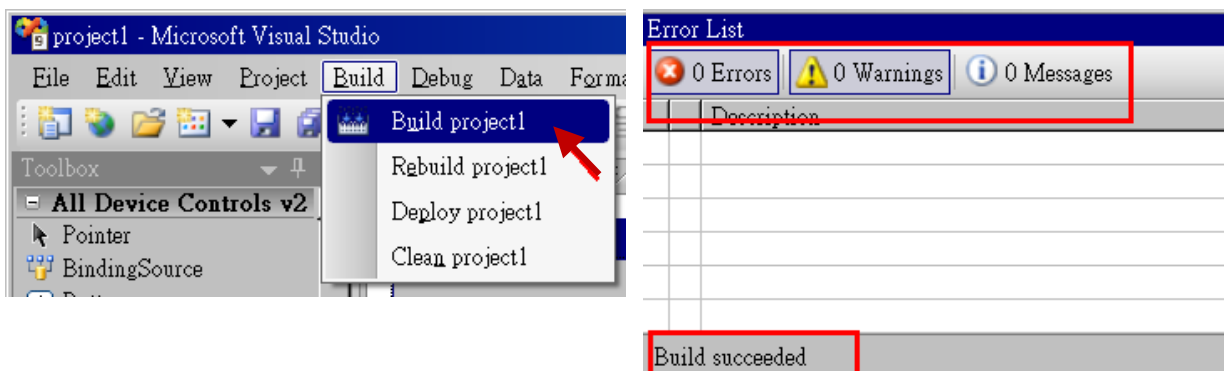 project1 - Microsoft Visual Studio
File Edit View Project Build Debug Data Forma
Build project1
Rebuild project1
Deploy project1
Clean project1
Toolbox
All Device Controls v2
Pointer
BindingSource
Error List
0 Errors 0 Warnings 0 Messages
Description
Build succeeded